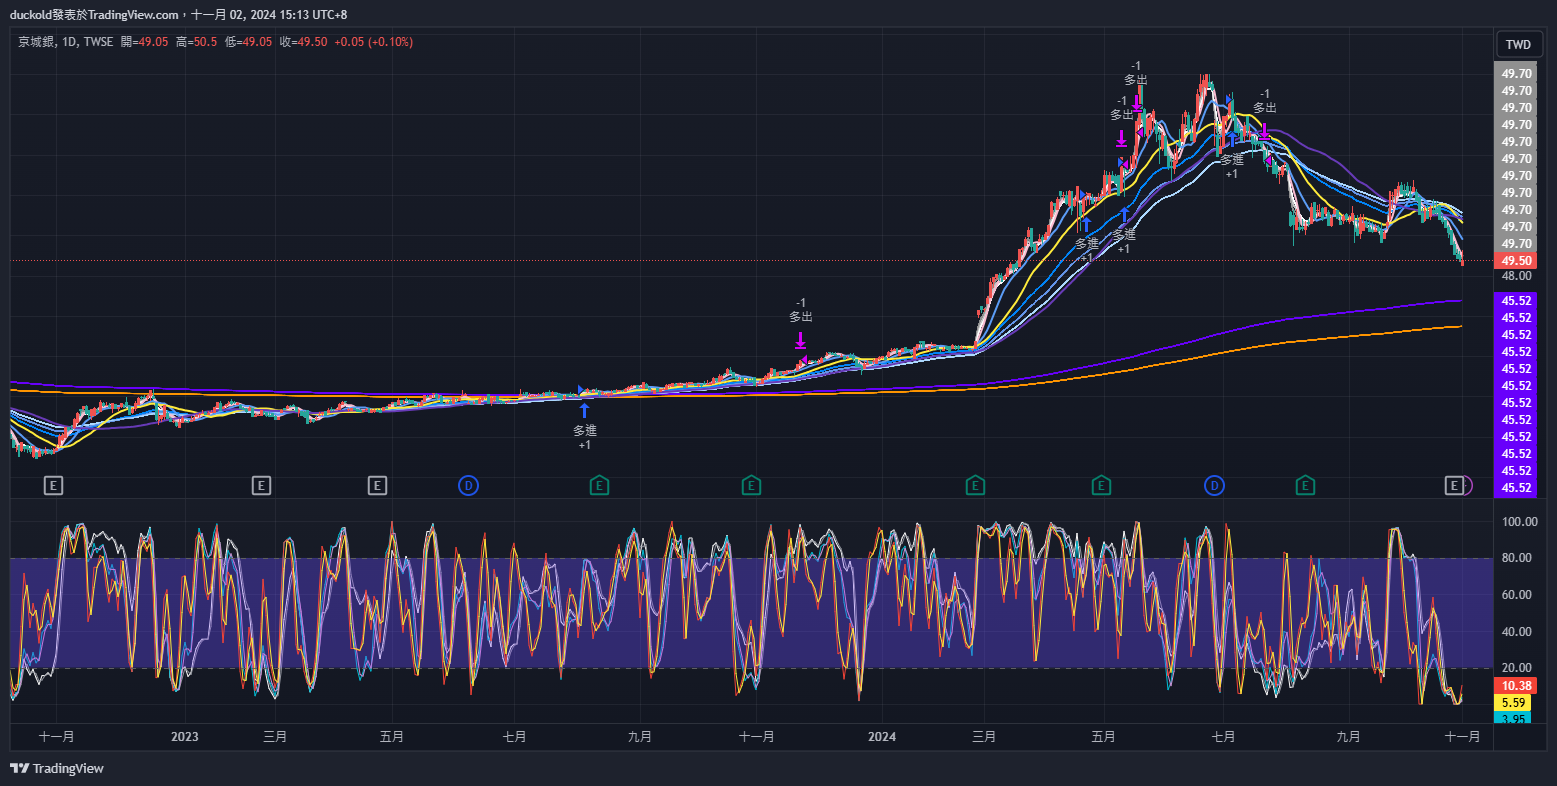 duckold發表於TradingView.com，十一月 02, 2024 15:13 UTC+8
京城銀, 1D, TWSE 開=49.05 高=50.5 低=49.05 收=49.50 +0.05 (+0.10%)
TWD
-1
多出
-1
多出
-1
多出
49.70
49.70
49.70
49.70
49.70
49.70
49.70
49.70
49.70
49.70
49.70
49.50
48.00
多進
+1
多進
+1
多進
+1
-1
多出
多進
+1
45.52
45.52
45.52
45.52
45.52
45.52
45.52
45.52
45.52
45.52
45.52
45.52
E E E D E E E E D E E
100.00
80.00
60.00
40.00
20.00
10.38
5.59
3.95
十一月 2023 三月 五月 七月 九月 十一月 2024 三月 五月 七月 九月 十一月
TradingView